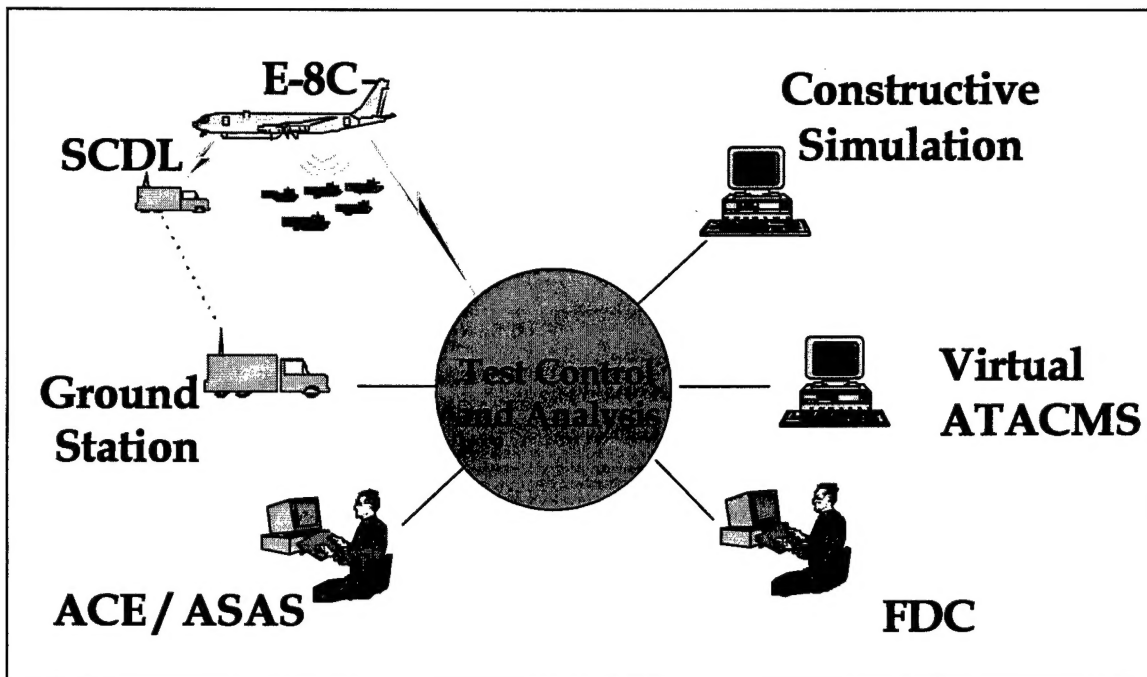 E-8C
SCDL
Constructive
Simulation
Test Control
and Analysis
Ground
Station
Virtual
ATACMS
ACE / ASAS
FDC